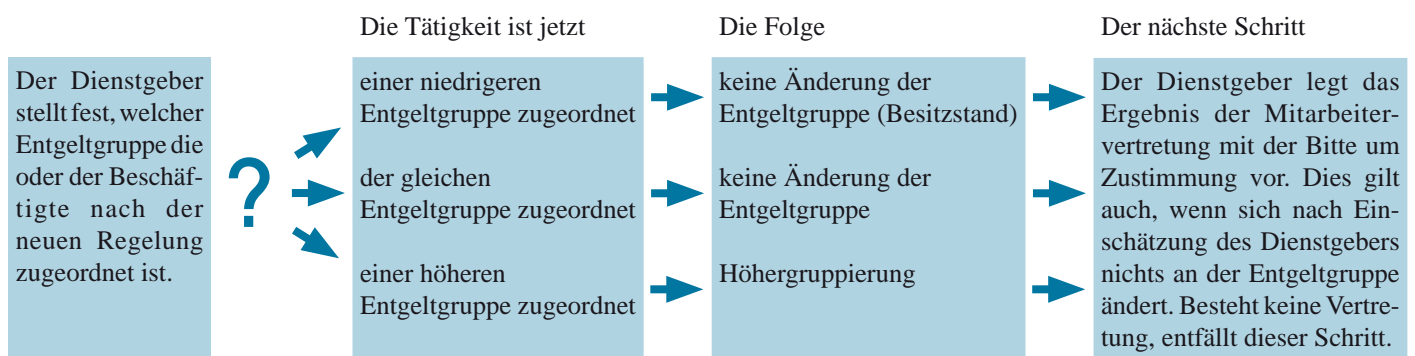 Die Tätigkeit ist jetzt
Die Folge
Der nächste Schritt
Der Dienstgeber
stellt fest, welcher
Entgeltgruppe die
oder der Beschäf-
tigte nach der
neuen Regelung
zugeordnet ist.
?
einer niedrigeren
Entgeltgruppe zugeordnet
der gleichen
Entgeltgruppe zugeordnet
einer höheren
Entgeltgruppe zugeordnet
keine Änderung der
Entgeltgruppe (Besitzstand)
keine Änderung der
Entgeltgruppe
Höhergruppierung
Der Dienstgeber legt das
Ergebnis der Mitarbeiter-
vertretung mit der Bitte um
Zustimmung vor. Dies gilt
auch, wenn sich nach Ein-
schätzung des Dienstgebers
nichts an der Entgeltgruppe
ändert. Besteht keine Vertre-
tung, entfällt dieser Schritt.